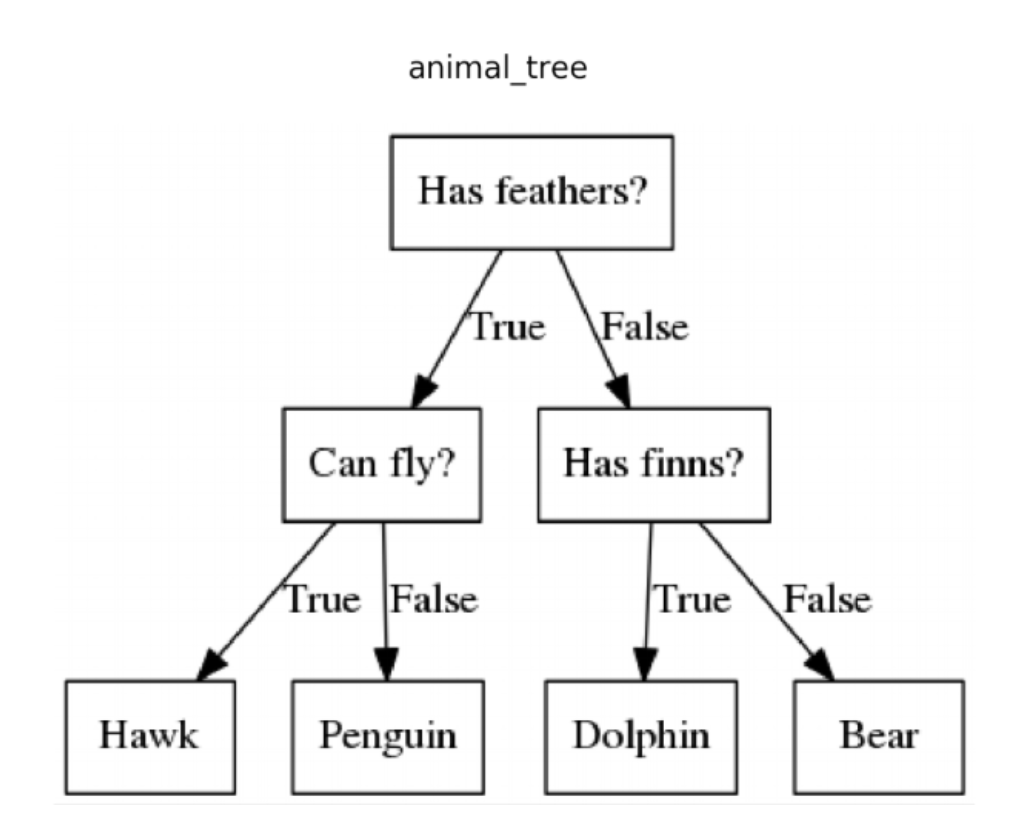 animal_tree
Has feathers?
True False
Can fly? Has finns?
True False True False
Hawk Penguin Dolphin Bear